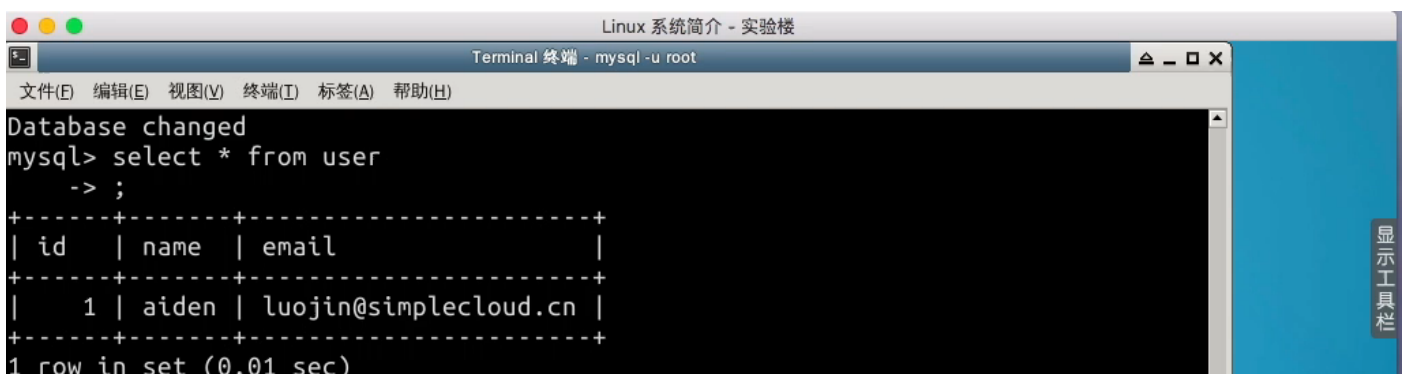 Linux 系统简介 - 实验楼
Terminal 终端 - mysql -u root
文件(F) 编辑(E) 视图(V) 终端(T) 标签(A) 帮助(H)
Database changed
mysql> select * from user
    -> ;
+------+-------+-----------------------+
| id   | name  | email                 |
+------+-------+-----------------------+
|    1 | aiden | luojin@simplecloud.cn |
+------+-------+-----------------------+
1 row in set (0.01 sec)
显示工具栏